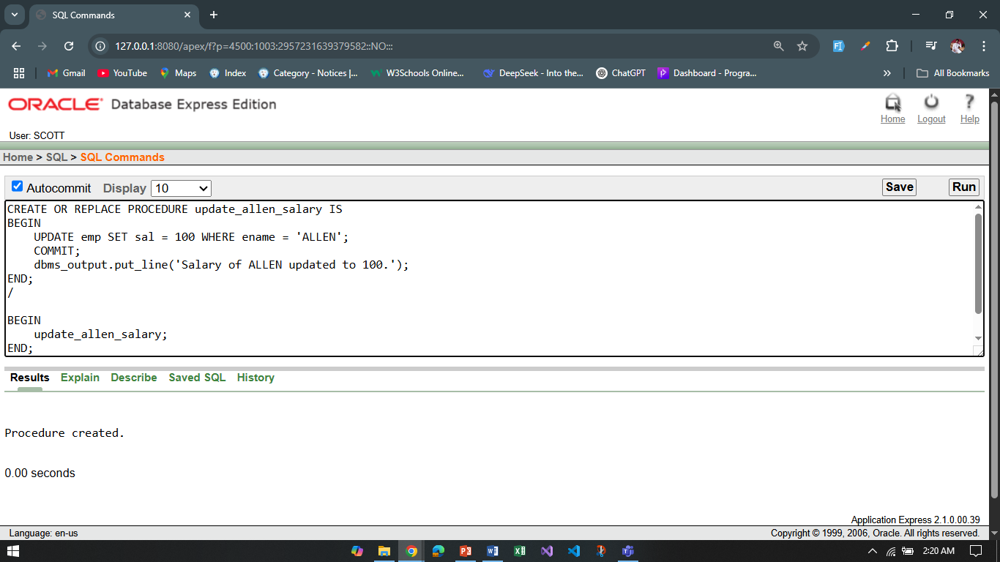 SQL Commands
127.0.0.1:8080/apex/f?p=4500:1003:2957231639379582::NO:::
Gmail
YouTube
Maps
Index
Category - Notices |...
W3Schools Online...
DeepSeek - Into the...
ChatGPT
Dashboard - Progra...
All Bookmarks
ORACLE Database Express Edition
Home
Logout
Help
User: SCOTT
Home > SQL > SQL Commands
Autocommit
Display
10
Save
Run
CREATE OR REPLACE PROCEDURE update_allen_salary IS
BEGIN
    UPDATE emp SET sal = 100 WHERE ename = 'ALLEN';
    COMMIT;
    dbms_output.put_line('Salary of ALLEN updated to 100.');
END;
/
BEGIN
    update_allen_salary;
END;
Results
Explain
Describe
Saved SQL
History
Procedure created.
0.00 seconds
Application Express 2.1.0.00.39
Language: en-us
Copyright © 1999, 2006, Oracle. All rights reserved.
2:20 AM